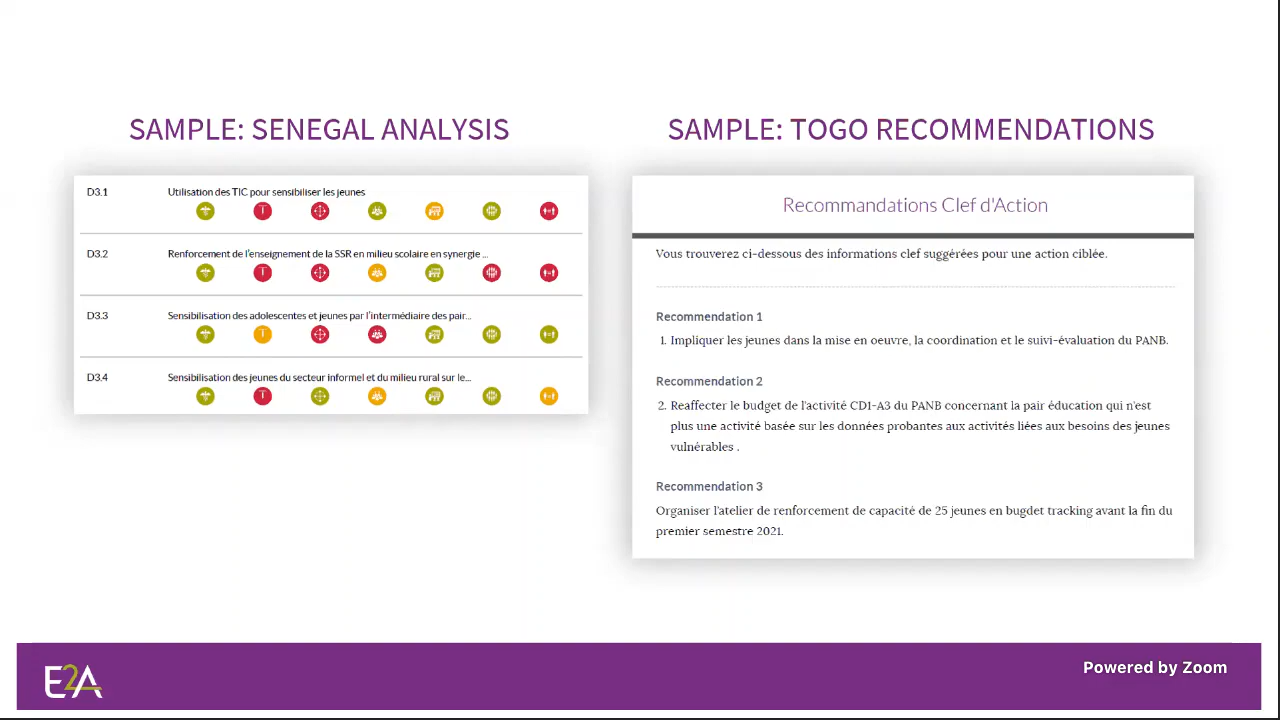 SAMPLE: SENEGAL ANALYSIS
D3.1 Utilisation des TIC pour sensibiliser les jeunes
D3.2 Renforcement de l'enseignement de la SSR en milieu scolaire en synergie ...
D3.3 Sensibilisation des adolescentes et jeunes par l'intermédiaire des pair...
D3.4 Sensibilisation des jeunes du secteur informel et du milieu rural sur le...
SAMPLE: TOGO RECOMMENDATIONS
Recommandations Clef d'Action
Vous trouverez ci-dessous des informations clef suggérées pour une action ciblée.
Recommendation 1
1. Impliquer les jeunes dans la mise en oeuvre, la coordination et le suivi-évaluation du PANB.
Recommendation 2
2. Reaffecter le budget de l'activité CD1-A3 du PANB concernant la pair éducation qui n'est
plus une activité basée sur les données probantes aux activités liées aux besoins des jeunes
vulnérables .
Recommendation 3
Organiser l'atelier de renforcement de capacité de 25 jeunes en bugdet tracking avant la fin du
premier semestre 2021.
E2A
Powered by Zoom